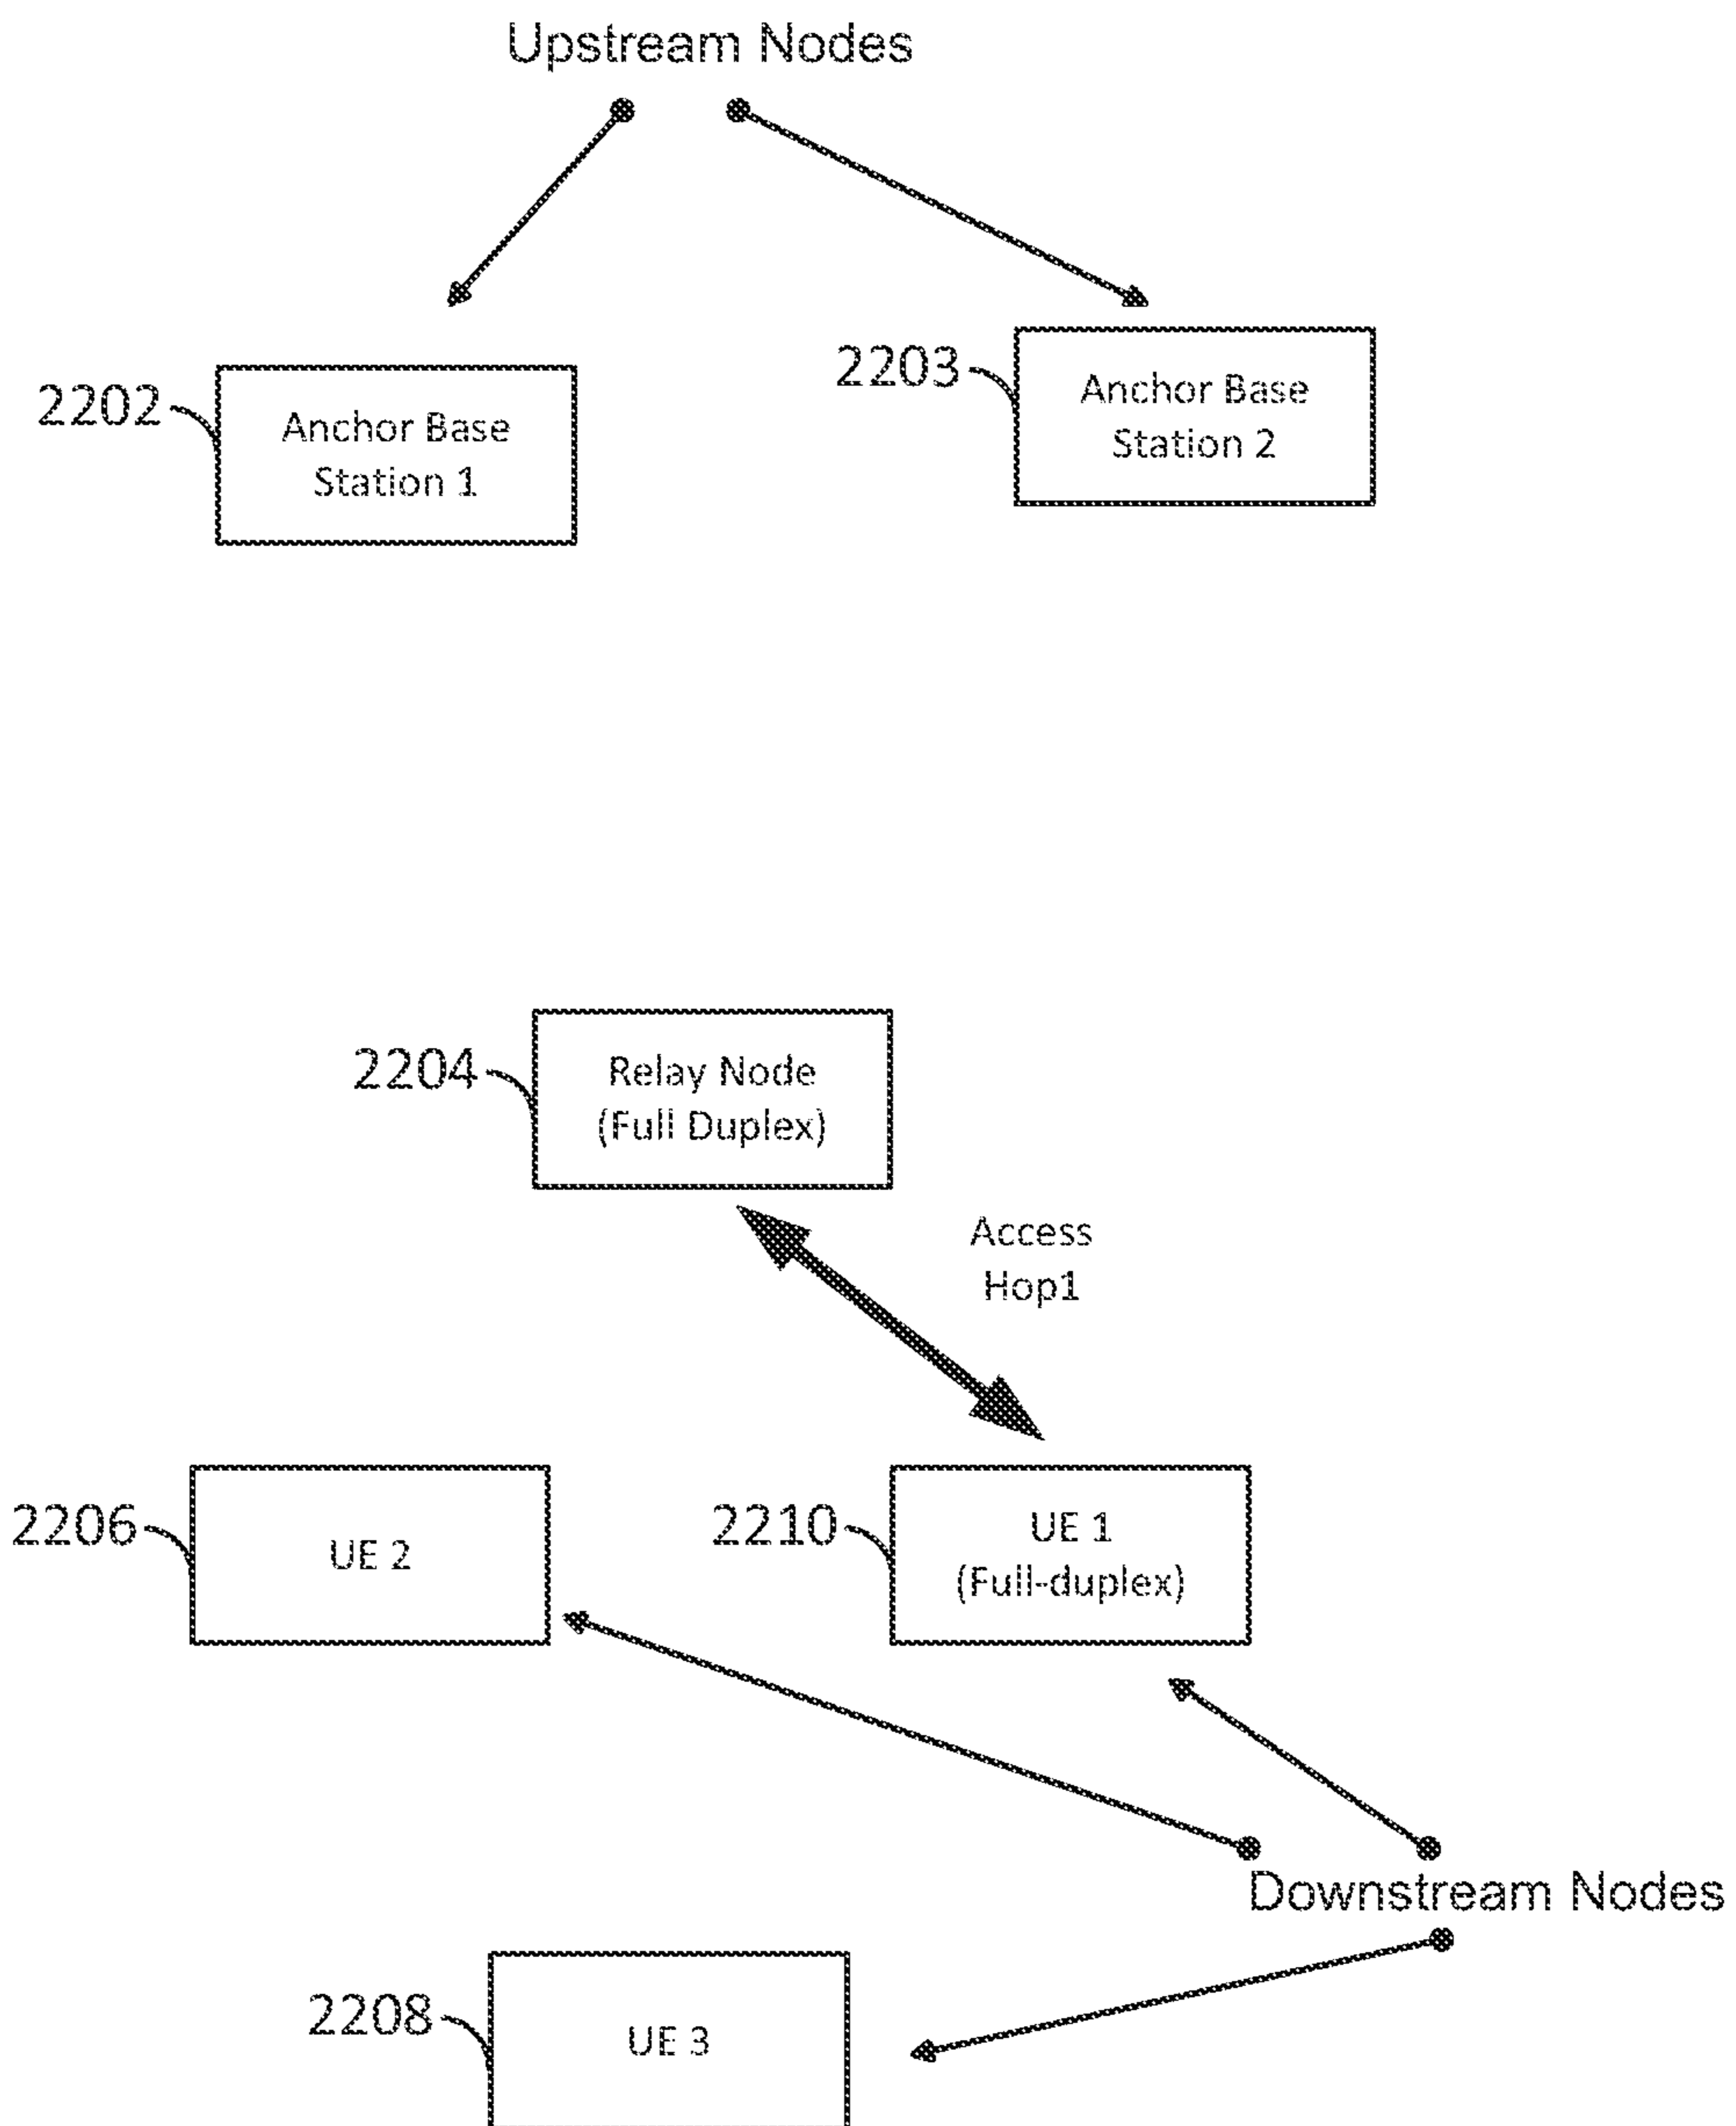 Upstream Nodes
2202
Anchor Base
Station 1
2203
Anchor Base
Station 2
2204
Relay Node
(Full Duplex)
Access
Hop1
2206
UE 2
2210
UE 1
(Full-duplex)
Downstream Nodes
2208
UE 3